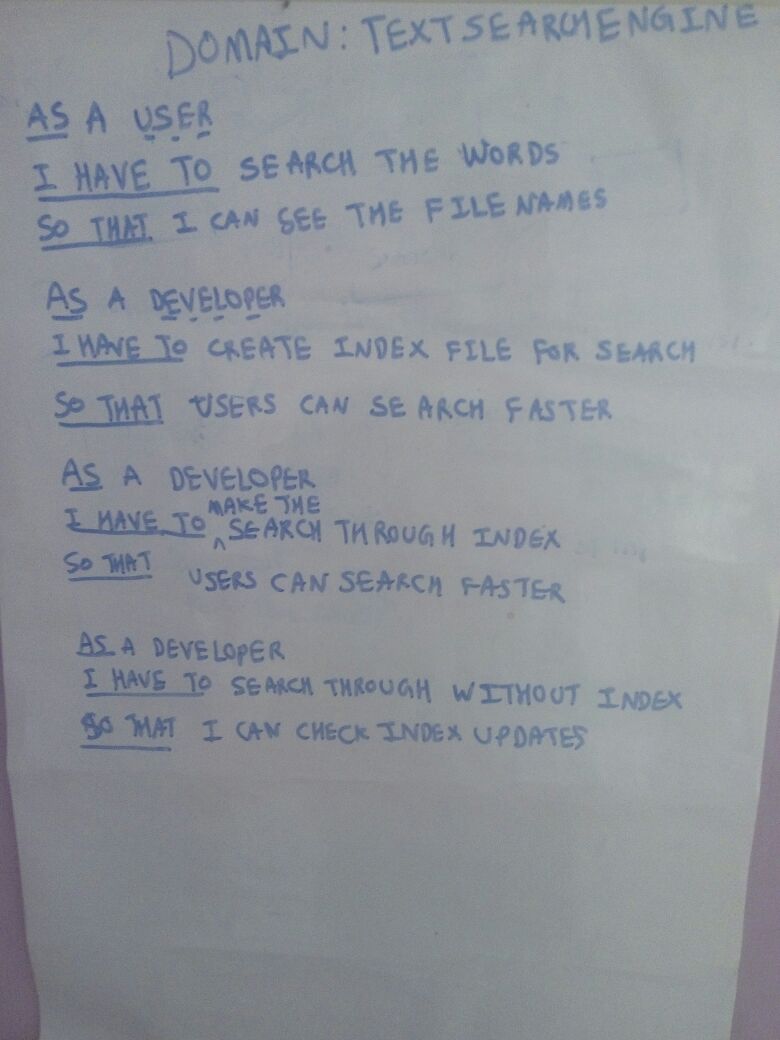 DOMAIN: TEXT SEARCH ENGINE
AS A USER
I HAVE TO SEARCH THE WORDS
SO THAT I CAN SEE THE FILE NAMES
AS A DEVELOPER
I HAVE TO CREATE INDEX FILE FOR SEARCH
SO THAT USERS CAN SEARCH FASTER
AS A DEVELOPER
I HAVE TO MAKE THE SEARCH THROUGH INDEX
SO THAT USERS CAN SEARCH FASTER
AS A DEVELOPER
I HAVE TO SEARCH THROUGH WITHOUT INDEX
SO THAT I CAN CHECK INDEX UPDATES